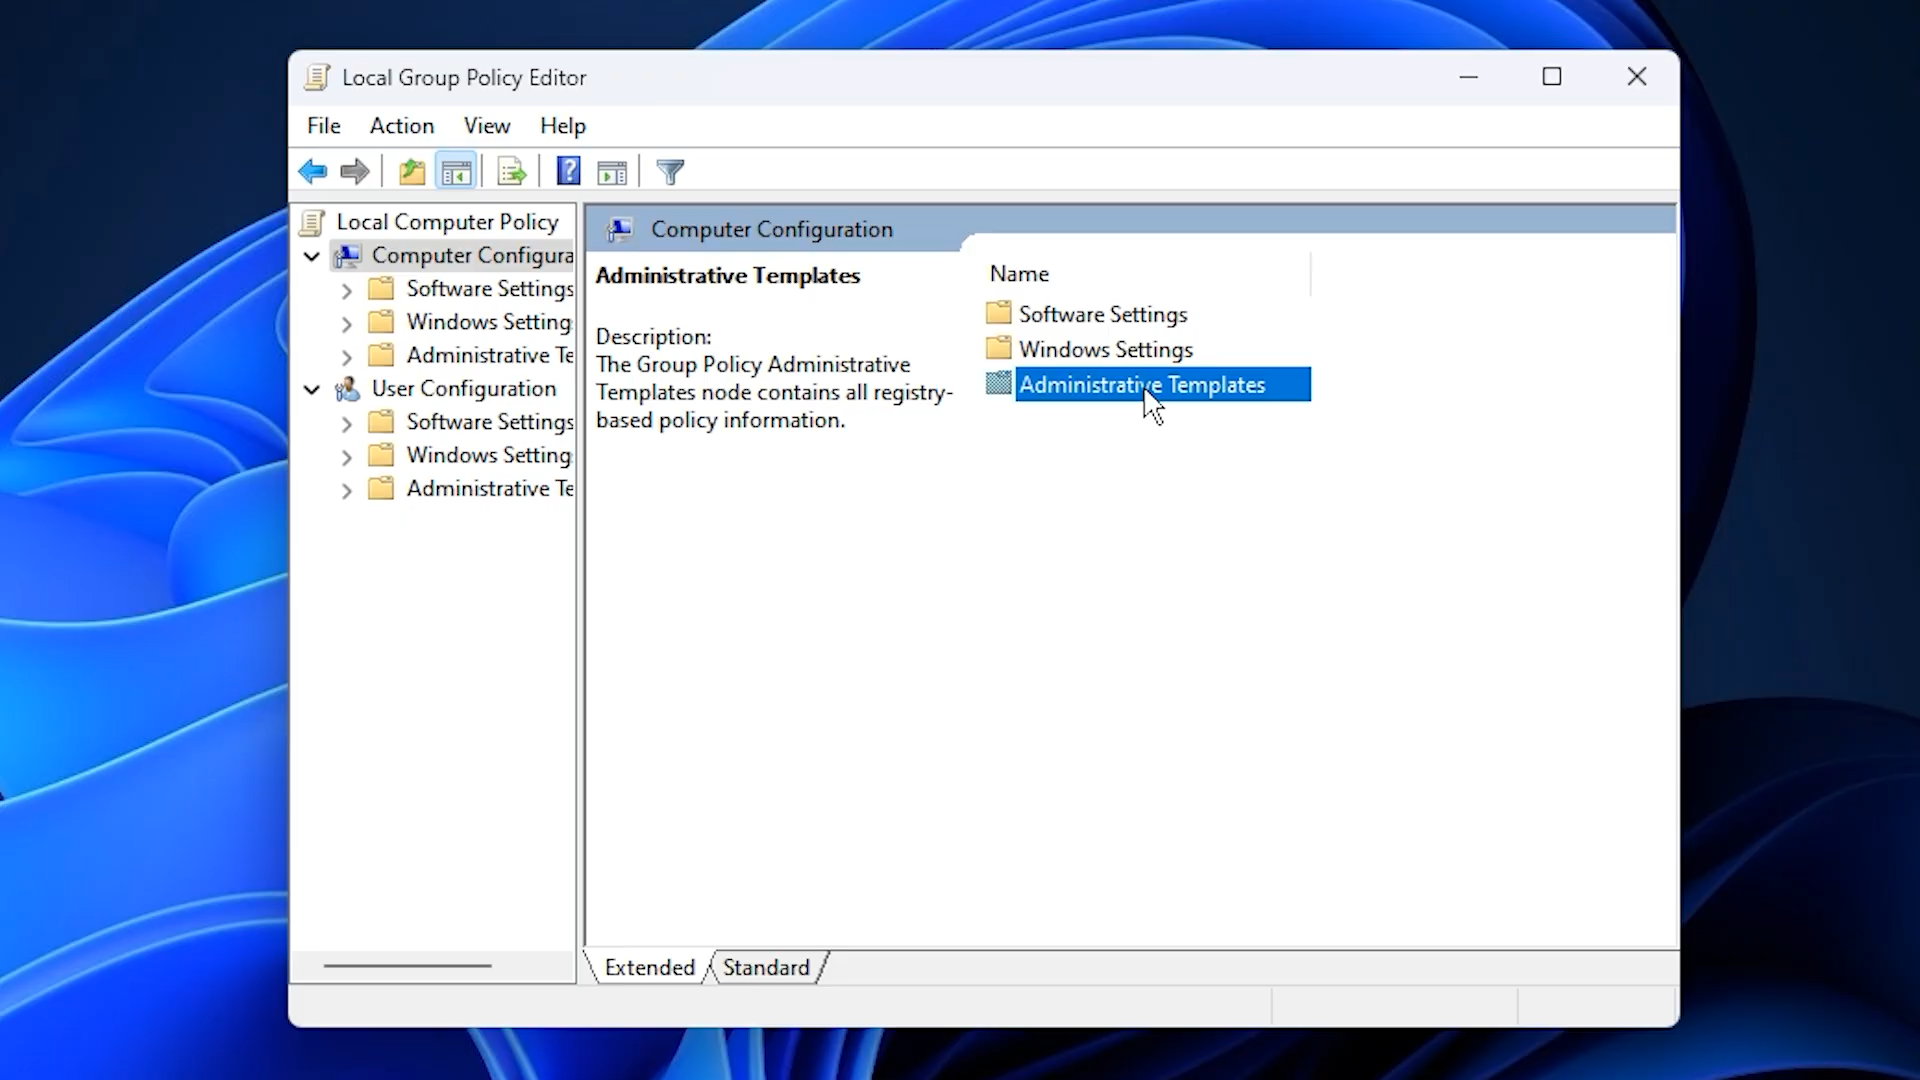 Local Group Policy Editor
File Action View Help
Local Computer Policy
Computer Configura
Software Settings
Windows Setting
Administrative Te
User Configuration
Software Settings
Windows Setting
Administrative Te
Computer Configuration
Administrative Templates
Description:
The Group Policy Administrative
Templates node contains all registry-
based policy information.
Name
Software Settings
Windows Settings
Administrative Templates
Extended Standard